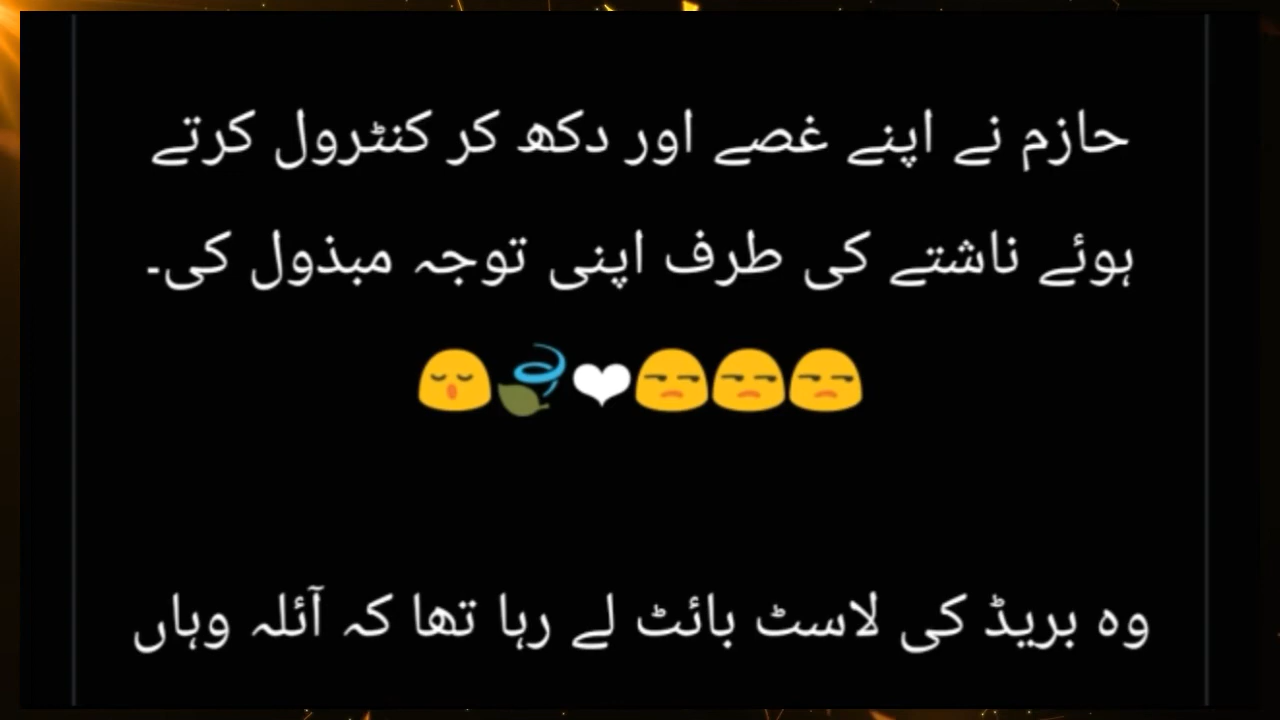 حازم نے اپنے غصے اور دکھ کر کنٹرول کرتے
ہوئے ناشتے کی طرف اپنی توجہ مبذول کی۔
😒😒😒❤🍃😌
وہ بریڈ کی لاسٹ بائٹ لے رہا تھا کہ آئلہ وہاں